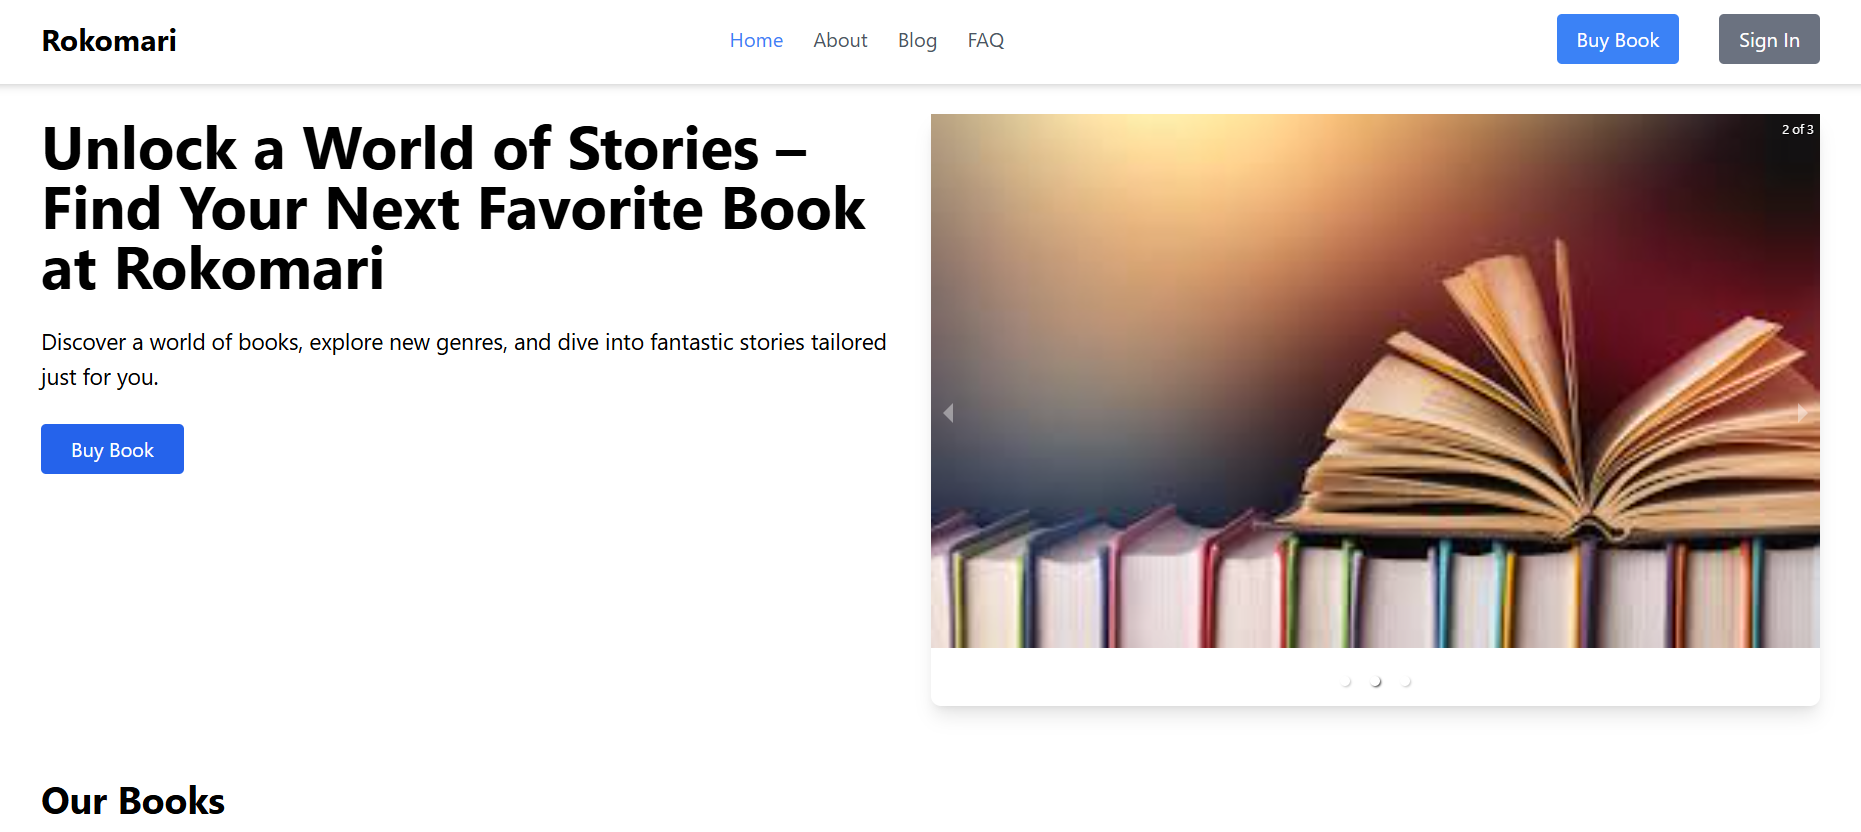 Rokomari
Home
About
Blog
FAQ
Buy Book
Sign In
Unlock a World of Stories –
Find Your Next Favorite Book
at Rokomari
Discover a world of books, explore new genres, and dive into fantastic stories tailored
just for you.
Buy Book
2 of 3
Our Books